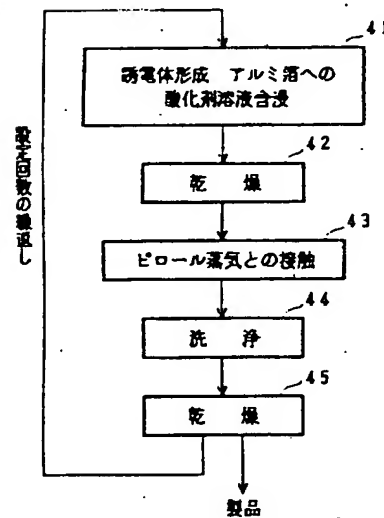 41
誘電体形成 アルミ箔への
酸化剤溶液含浸
42
乾 燥
43
ピロール蒸気との接触
44
洗 浄
45
乾 燥
設定回数の繰返し
製品